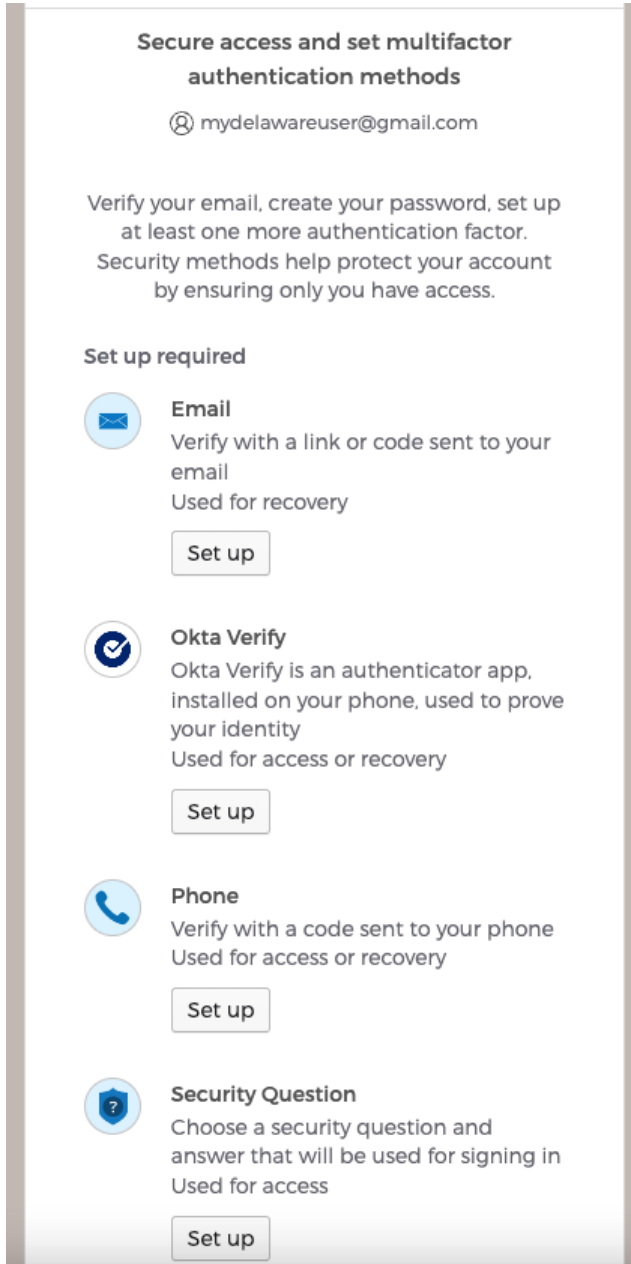 Secure access and set multifactor
authentication methods
mydelawareuser@gmail.com
Verify your email, create your password, set up
at least one more authentication factor.
Security methods help protect your account
by ensuring only you have access.
Set up required
Email
Verify with a link or code sent to your
email
Used for recovery
Set up
Okta Verify
Okta Verify is an authenticator app,
installed on your phone, used to prove
your identity
Used for access or recovery
Set up
Phone
Verify with a code sent to your phone
Used for access or recovery
Set up
Security Question
Choose a security question and
answer that will be used for signing in
Used for access
Set up